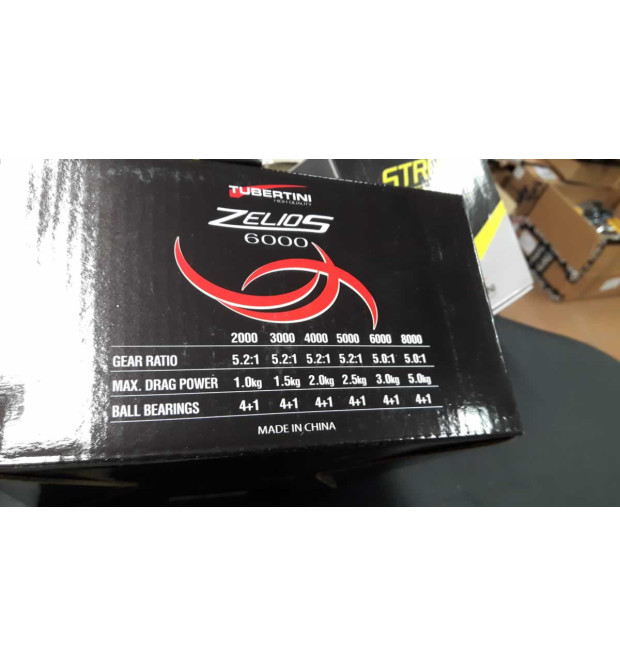 STR
TUBERTINI
HIGH QUALITY
ZELIOS
6000
2000 3000 4000 5000 6000 8000
GEAR RATIO 5.2:1 5.2:1 5.2:1 5.2:1 5.0:1 5.0:1
MAX. DRAG POWER 1.0kg 1.5kg 2.0kg 2.5kg 3.0kg 5.0kg
BALL BEARINGS 4+1 4+1 4+1 4+1 4+1 4+1
MADE IN CHINA